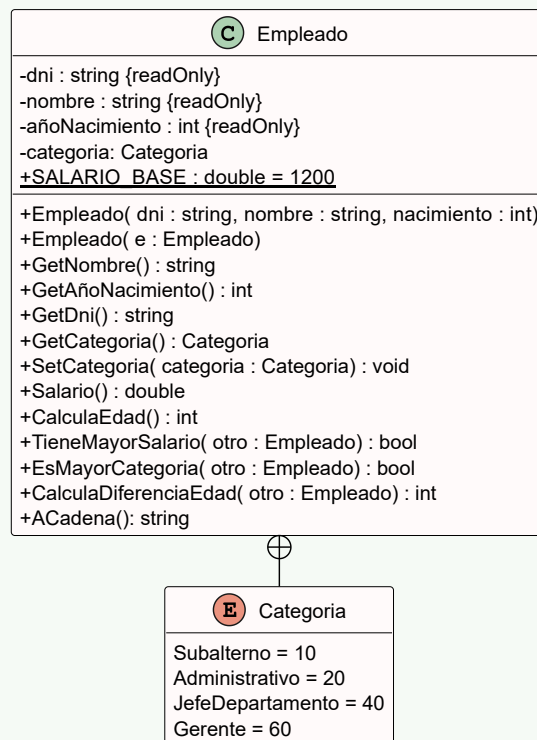 C Empleado
-dni : string {readOnly}
-nombre : string {readOnly}
-añoNacimiento : int {readOnly}
-categoria: Categoria
+SALARIO_BASE : double = 1200
+Empleado( dni : string, nombre : string, nacimiento : int)
+Empleado( e : Empleado)
+GetNombre() : string
+GetAñoNacimiento() : int
+GetDni() : string
+GetCategoria() : Categoria
+SetCategoria( categoria : Categoria) : void
+Salario() : double
+CalculaEdad() : int
+TieneMayorSalario( otro : Empleado) : bool
+EsMayorCategoria( otro : Empleado) : bool
+CalculaDiferenciaEdad( otro : Empleado) : int
+ACadena(): string
E Categoria
Subalterno = 10
Administrativo = 20
JefeDepartamento = 40
Gerente = 60